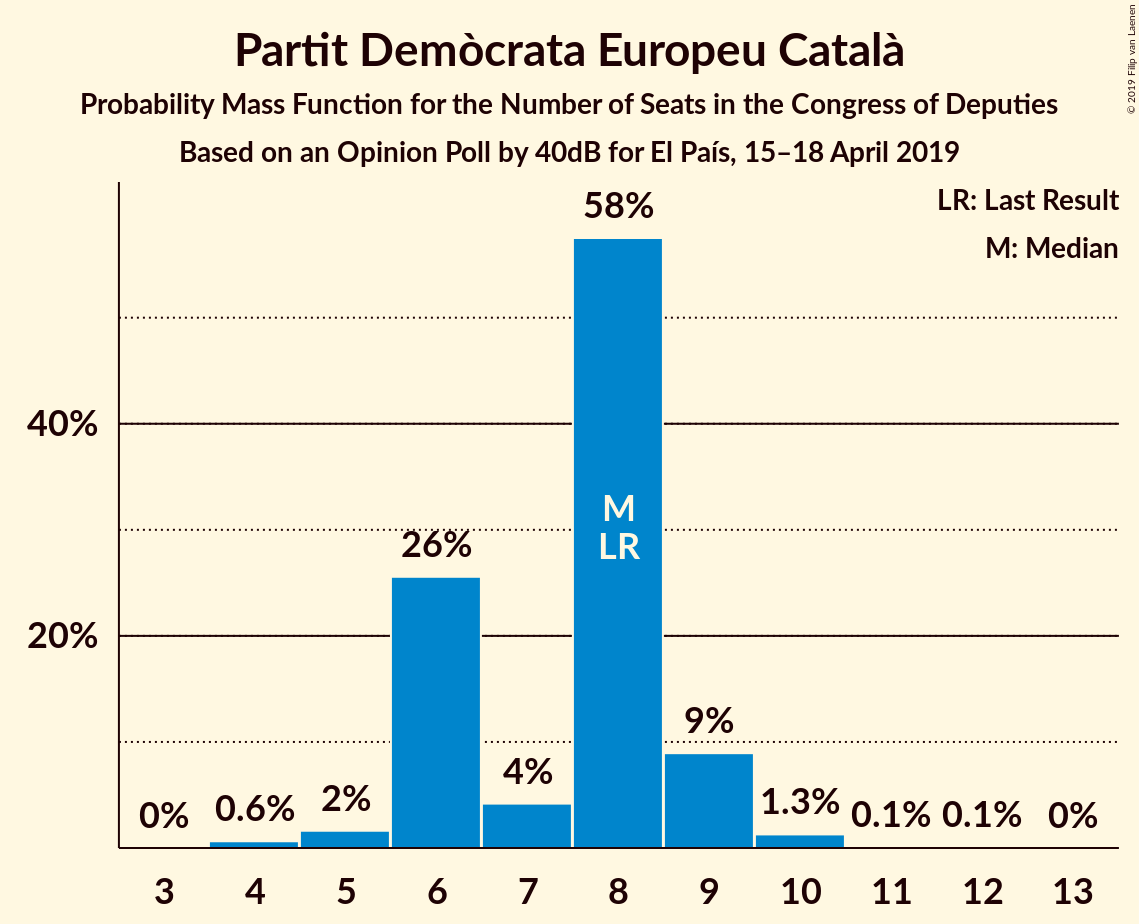 Partit Demòcrata Europeu Català
Probability Mass Function for the Number of Seats in the Congress of Deputies
Based on an Opinion Poll by 40dB for El País, 15–18 April 2019
© 2019 Filip van Laenen
LR: Last Result
M: Median
58%
40%
M
26%
LR
20%
9%
4%
2%
1.3%
0.6%
0%
0.1%
0.1%
0%
3 4 5 6 7 8 9 10 11 12 13